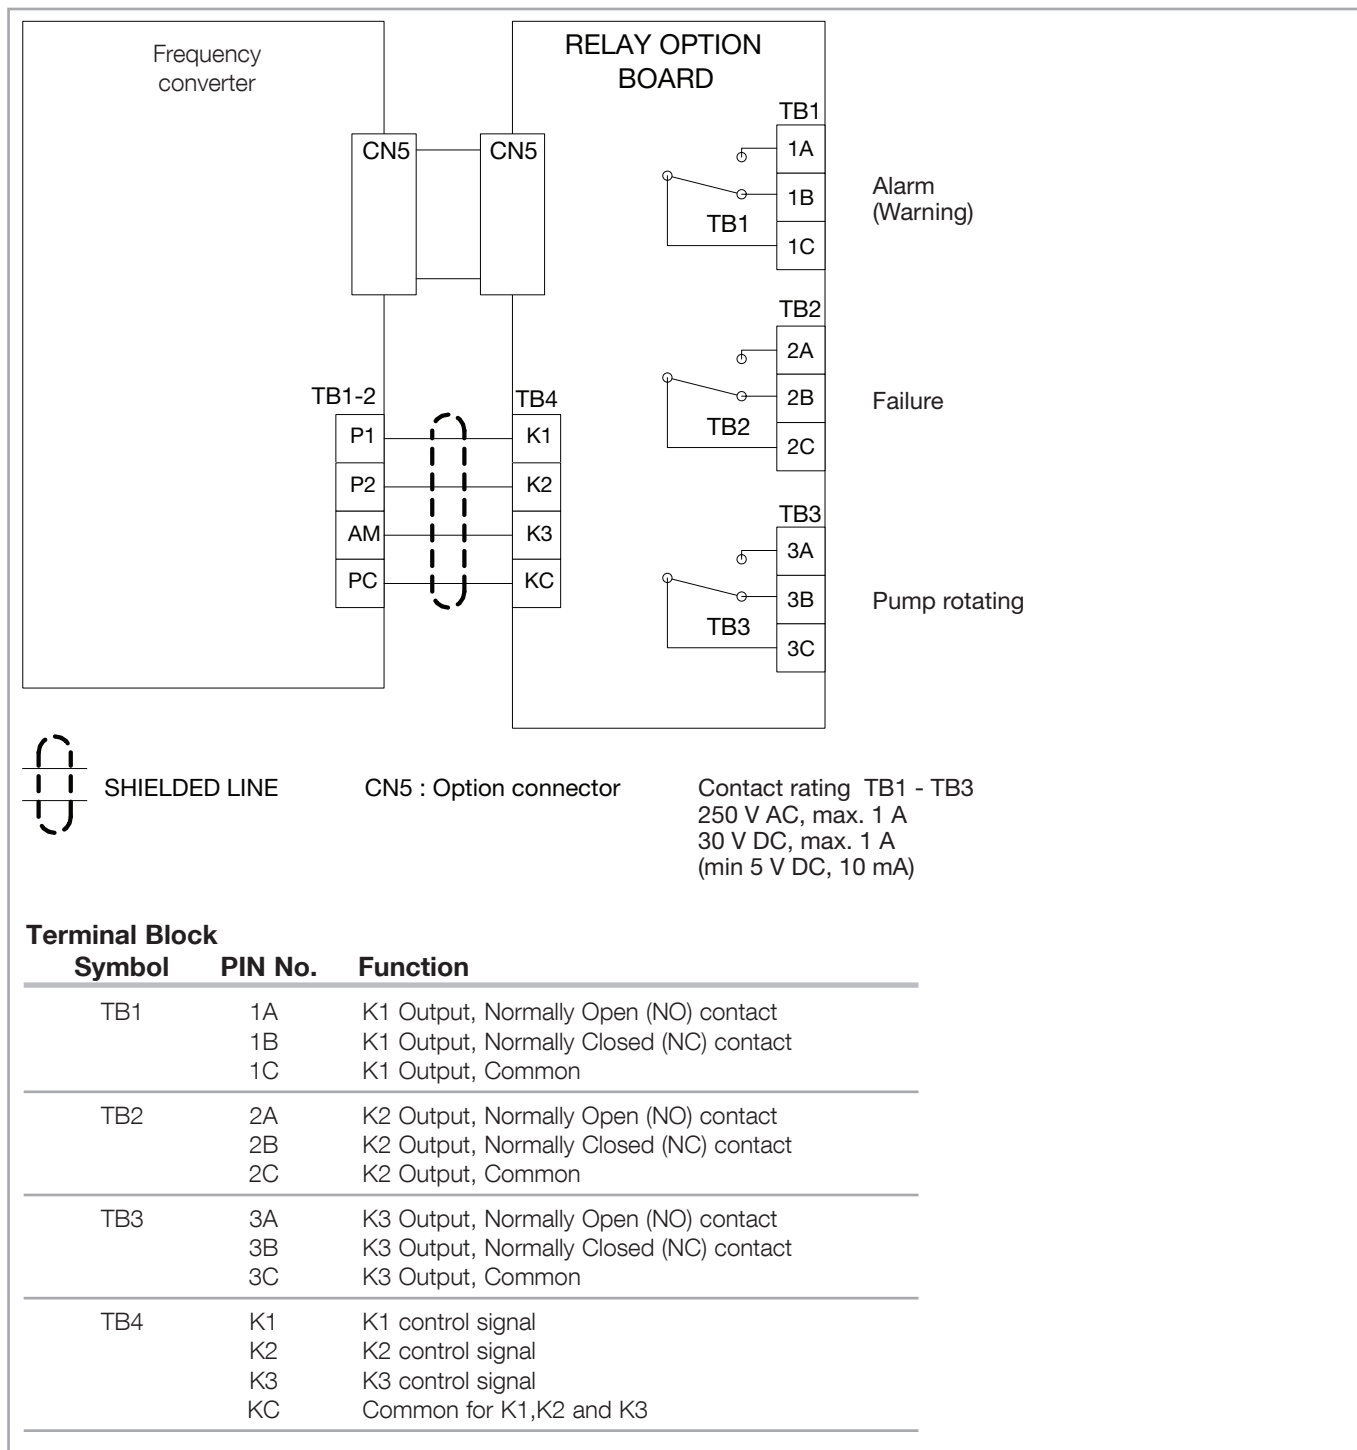 Frequency
converter
RELAY OPTION
BOARD
CN5
CN5
TB1
1A
1B
1C
TB1
Alarm
(Warning)
TB2
2A
2B
2C
TB2
Failure
TB1-2
P1
P2
AM
PC
TB4
K1
K2
K3
KC
TB3
3A
3B
3C
TB3
Pump rotating
SHIELDED LINE
CN5 : Option connector
Contact rating TB1 - TB3
250 V AC, max. 1 A
30 V DC, max. 1 A
(min 5 V DC, 10 mA)
Terminal Block
Symbol PIN No. Function
TB1 1A K1 Output, Normally Open (NO) contact
1B K1 Output, Normally Closed (NC) contact
1C K1 Output, Common
TB2 2A K2 Output, Normally Open (NO) contact
2B K2 Output, Normally Closed (NC) contact
2C K2 Output, Common
TB3 3A K3 Output, Normally Open (NO) contact
3B K3 Output, Normally Closed (NC) contact
3C K3 Output, Common
TB4 K1 K1 control signal
K2 K2 control signal
K3 K3 control signal
KC Common for K1,K2 and K3